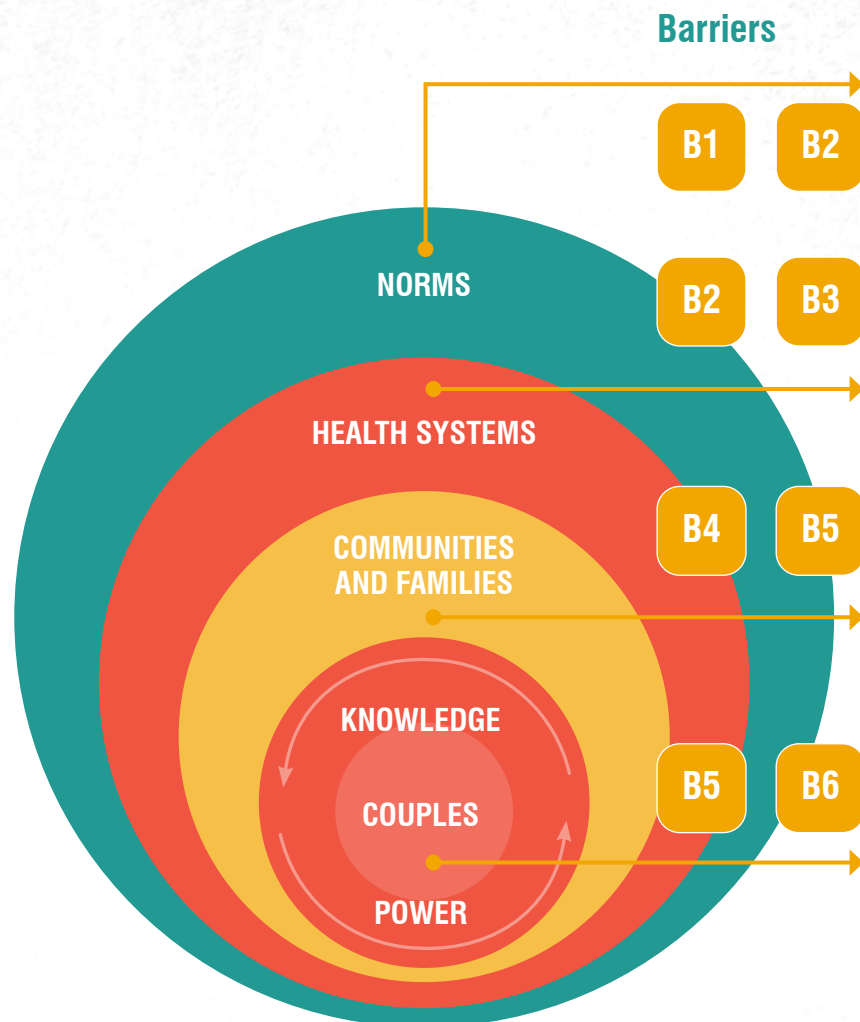 Barriers
B1 B2
NORMS
B2 B3
HEALTH SYSTEMS
B4 B5
COMMUNITIES
AND FAMILIES
KNOWLEDGE
B5 B6
COUPLES
POWER